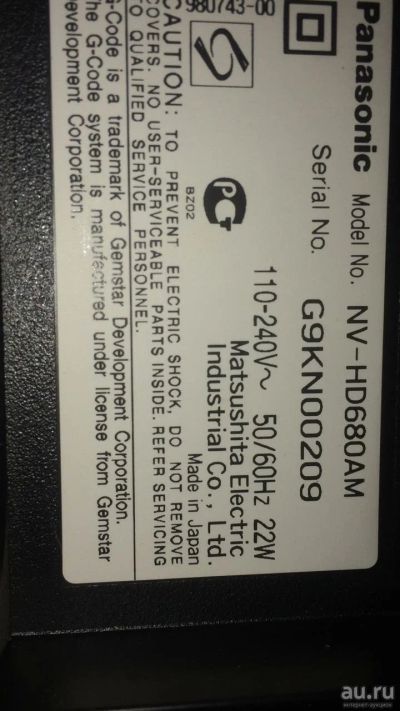 Panasonic Model No. NV-HD680AM
Serial No. G9KN00209
110-240V~ 50/60Hz 22W
Matsushita Electric
Industrial Co., Ltd.
Made in Japan
BZ02
980743-00
CAUTION: TO PREVENT ELECTRIC SHOCK, DO NOT REMOVE
COVERS. NO USER-SERVICEABLE PARTS INSIDE. REFER SERVICING
TO QUALIFIED SERVICE PERSONNEL.
G-Code is a trademark of Gemstar Development Corporation.
The G-Code system is manufactured under license from Gemstar
Development Corporation.
au.ru
интернет-аукцион